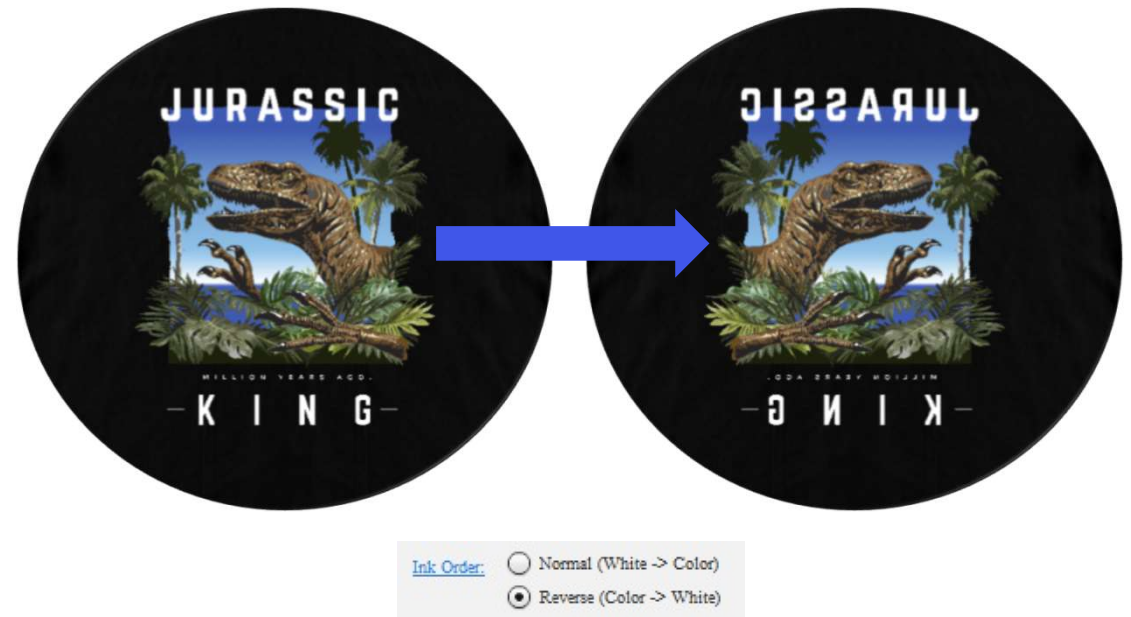 JURASSIC
MILLION YEARS AGO.
-KING-
JURASSIC
MILLION YEARS AGO.
-KING-
Ink Order:
Normal (White -> Color)
Reverse (Color -> White)